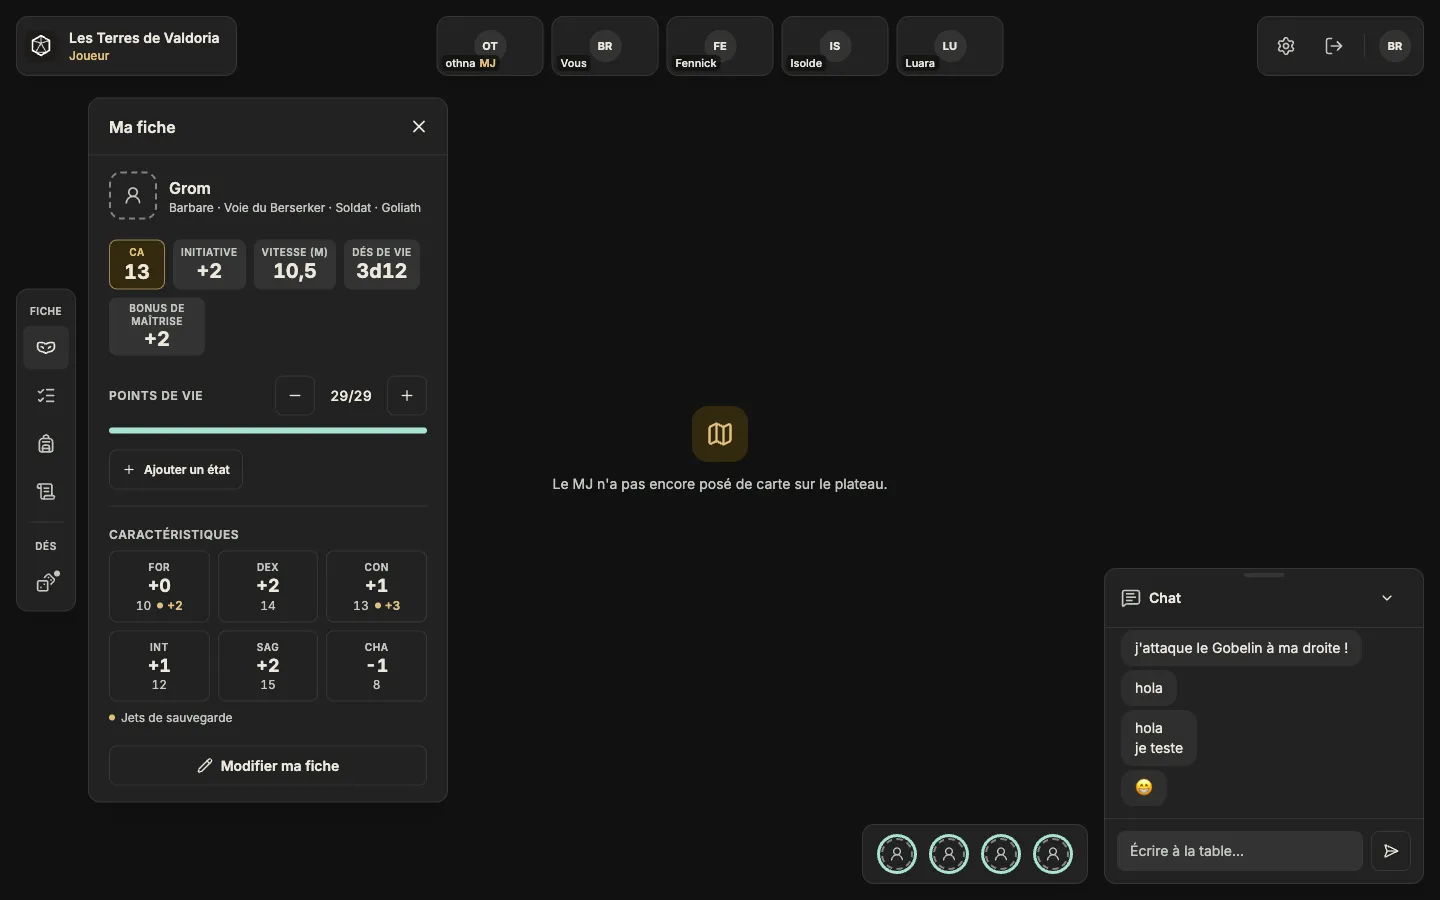 Les Terres de Valdoria
Joueur
OT
othna MJ
BR
Vous
FE
Fennick
IS
Isolde
LU
Luara
BR
Ma fiche
Grom
Barbare · Voie du Berserker · Soldat · Goliath
CA
13
INITIATIVE
+2
VITESSE (M)
10,5
DÉS DE VIE
3d12
BONUS DE
MAÎTRISE
+2
POINTS DE VIE
29/29
Ajouter un état
CARACTÉRISTIQUES
FOR
+0
10 • +2
DEX
+2
14
CON
+1
13 • +3
INT
+1
12
SAG
+2
15
CHA
-1
8
Jets de sauvegarde
Modifier ma fiche
FICHE
DÉS
Le MJ n'a pas encore posé de carte sur le plateau.
Chat
j'attaque le Gobelin à ma droite !
hola
hola
je teste
😁
Écrire à la table...